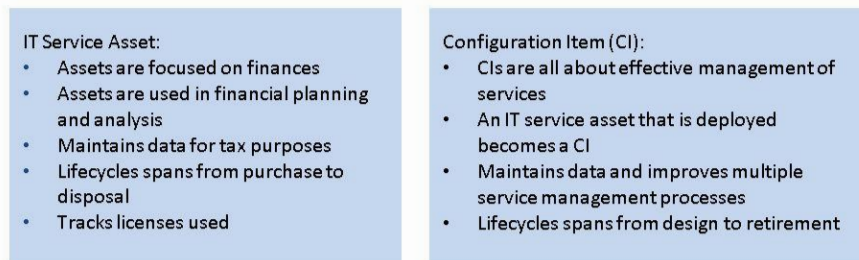 IT Service Asset:
• Assets are focused on finances
• Assets are used in financial planning
and analysis
• Maintains data for tax purposes
• Lifecycles spans from purchase to
disposal
• Tracks licenses used
Configuration Item (CI):
• CIs are all about effective management of
services
• An IT service asset that is deployed
becomes a CI
• Maintains data and improves multiple
service management processes
• Lifecycles spans from design to retirement